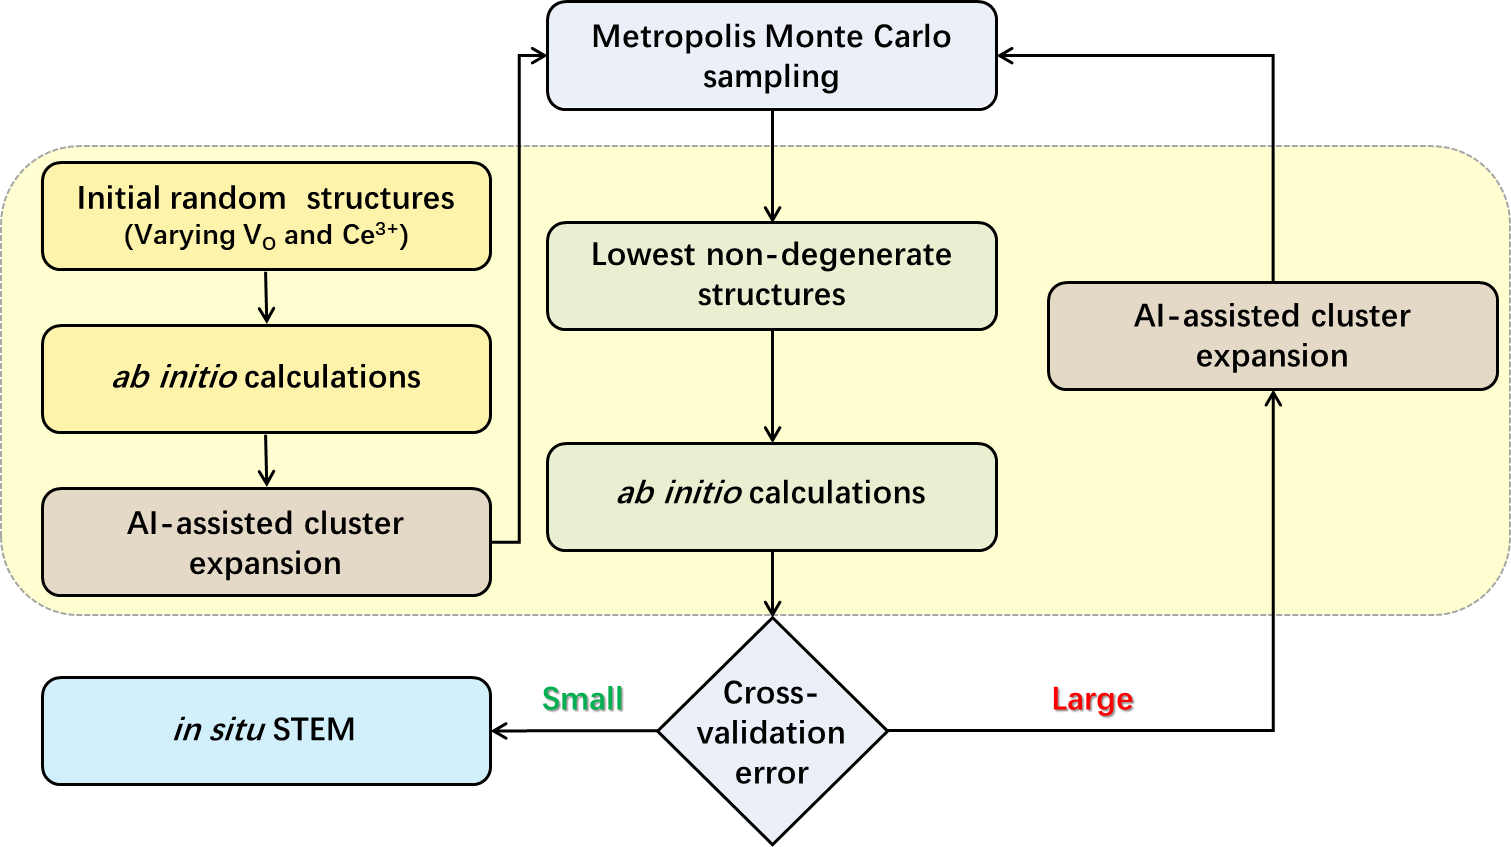 Metropolis Monte Carlo
sampling
Initial random structures
(Varying V_O and Ce³⁺)
ab initio calculations
AI-assisted cluster
expansion
Lowest non-degenerate
structures
ab initio calculations
AI-assisted cluster
expansion
Cross-
validation
error
Small
Large
in situ STEM